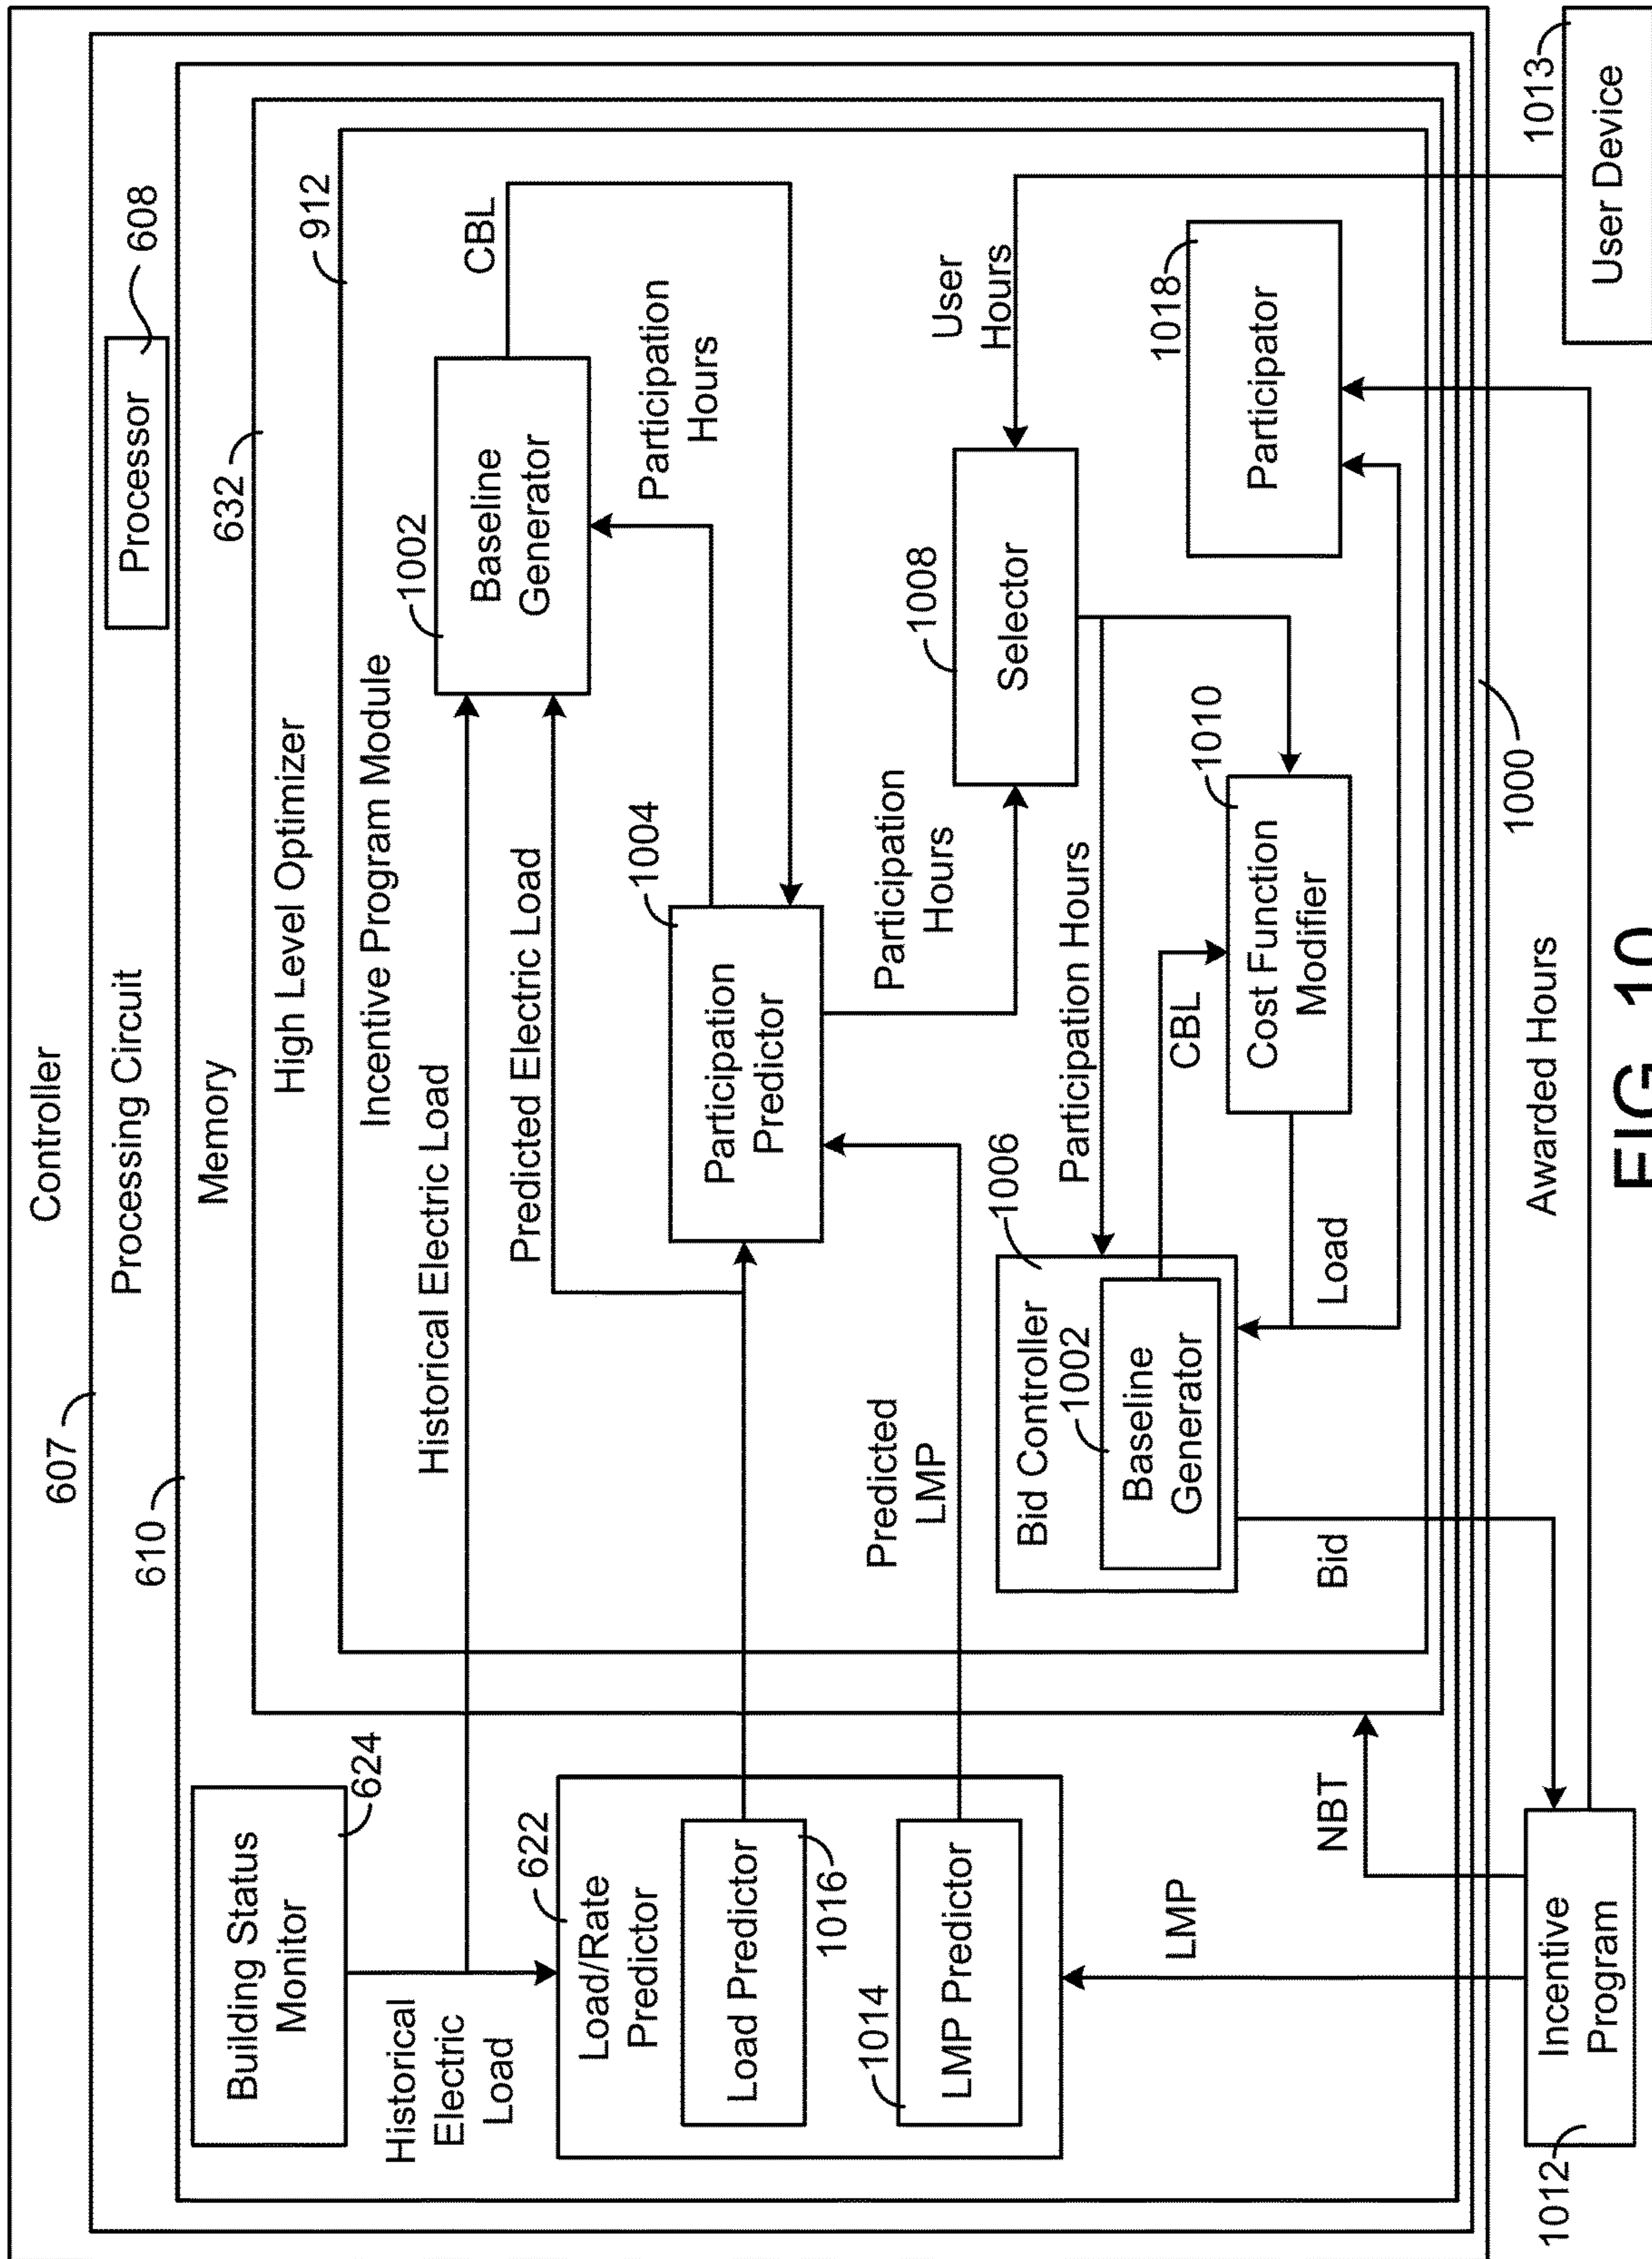 Controller
607
Processing Circuit
Processor
608
610
Memory
Building Status
Monitor
624
632
High Level Optimizer
912
Incentive Program Module
Historical
Electric
Load
Historical Electric Load
1002
Baseline
Generator
CBL
Predicted Electric Load
Participation
Hours
622
Load/Rate
Predictor
Load Predictor
1016
1014
LMP Predictor
1004
Participation
Predictor
Predicted
LMP
Participation
Hours
1008
Selector
User
Hours
1006
Bid Controller
1002
Baseline
Generator
Participation Hours
CBL
1010
Cost Function
Modifier
1018
Participator
Load
Bid
NBT
LMP
1000
1012
Incentive
Program
Awarded Hours
1013
User Device
FIG. 10